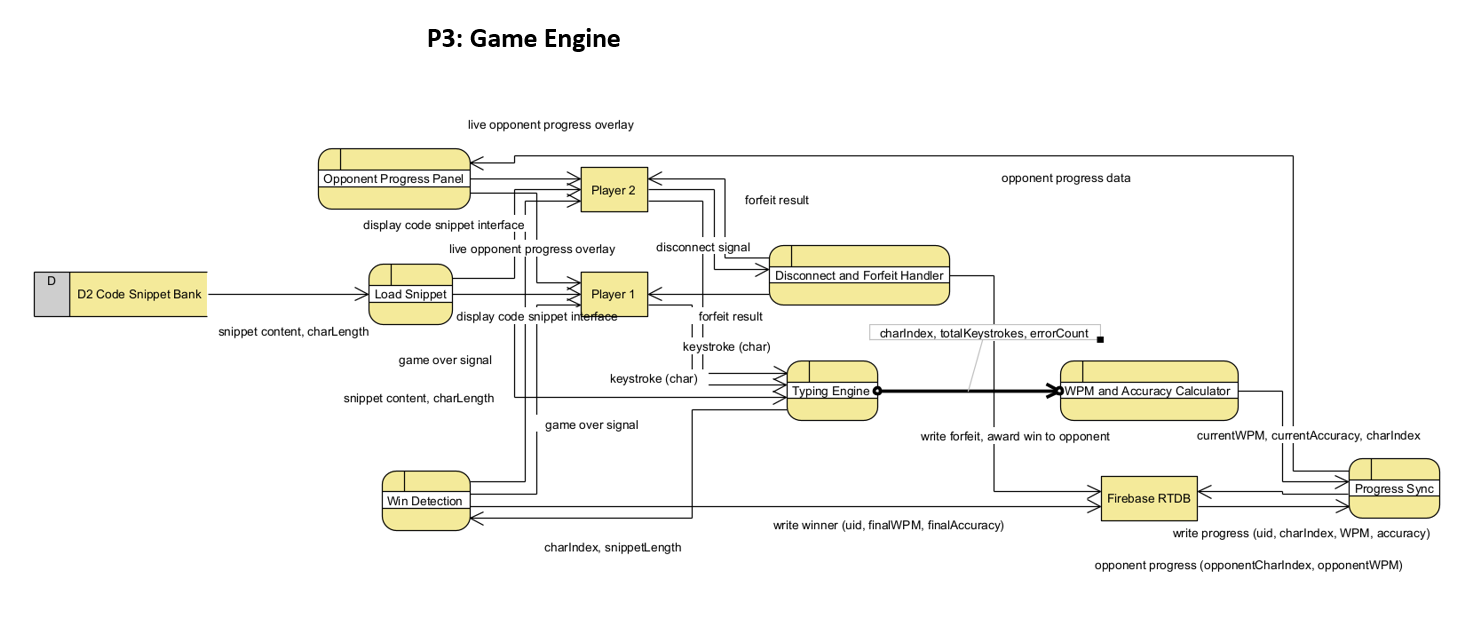 P3: Game Engine
live opponent progress overlay
Opponent Progress Panel
opponent progress data
Player 2
forfeit result
display code snippet interface
live opponent progress overlay
disconnect signal
D
D2 Code Snippet Bank
Load Snippet
Player 1
Disconnect and Forfeit Handler
snippet content, charLength
display code snippet interface
forfeit result
charIndex, totalKeystrokes, errorCount
keystroke (char)
game over signal
keystroke (char)
Typing Engine
WPM and Accuracy Calculator
snippet content, charLength
game over signal
write forfeit, award win to opponent
currentWPM, currentAccuracy, charIndex
Win Detection
Firebase RTDB
Progress Sync
write winner (uid, finalWPM, finalAccuracy)
write progress (uid, charIndex, WPM, accuracy)
charIndex, snippetLength
opponent progress (opponentCharIndex, opponentWPM)